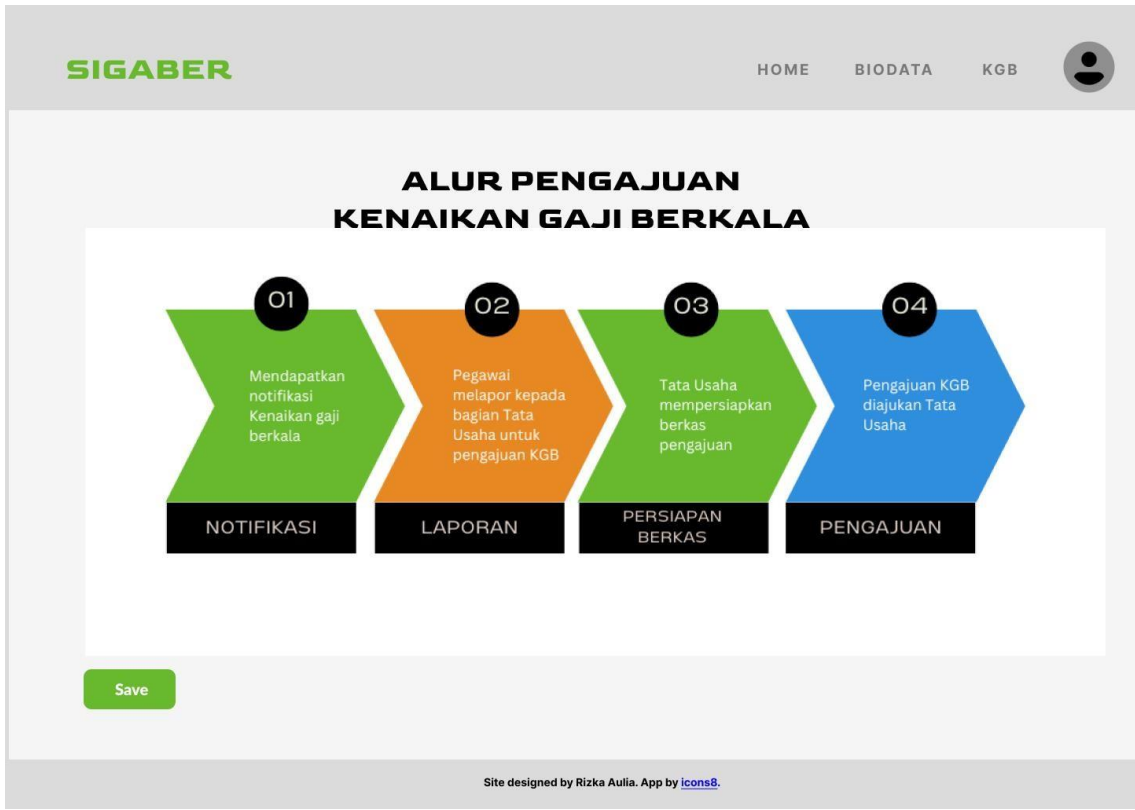 SIGABER
HOME
BIODATA
KGB
ALUR PENGAJUAN
KENAIKAN GAJI BERKALA
01
Mendapatkan
notifikasi
Kenaikan gaji
berkala
NOTIFIKASI
02
Pegawai
melapor kepada
bagian Tata
Usaha untuk
pengajuan KGB
LAPORAN
03
Tata Usaha
mempersiapkan
berkas
pengajuan
PERSIAPAN
BERKAS
04
Pengajuan KGB
diajukan Tata
Usaha
PENGAJUAN
Save
Site designed by Rizka Aulia. App by icons8.